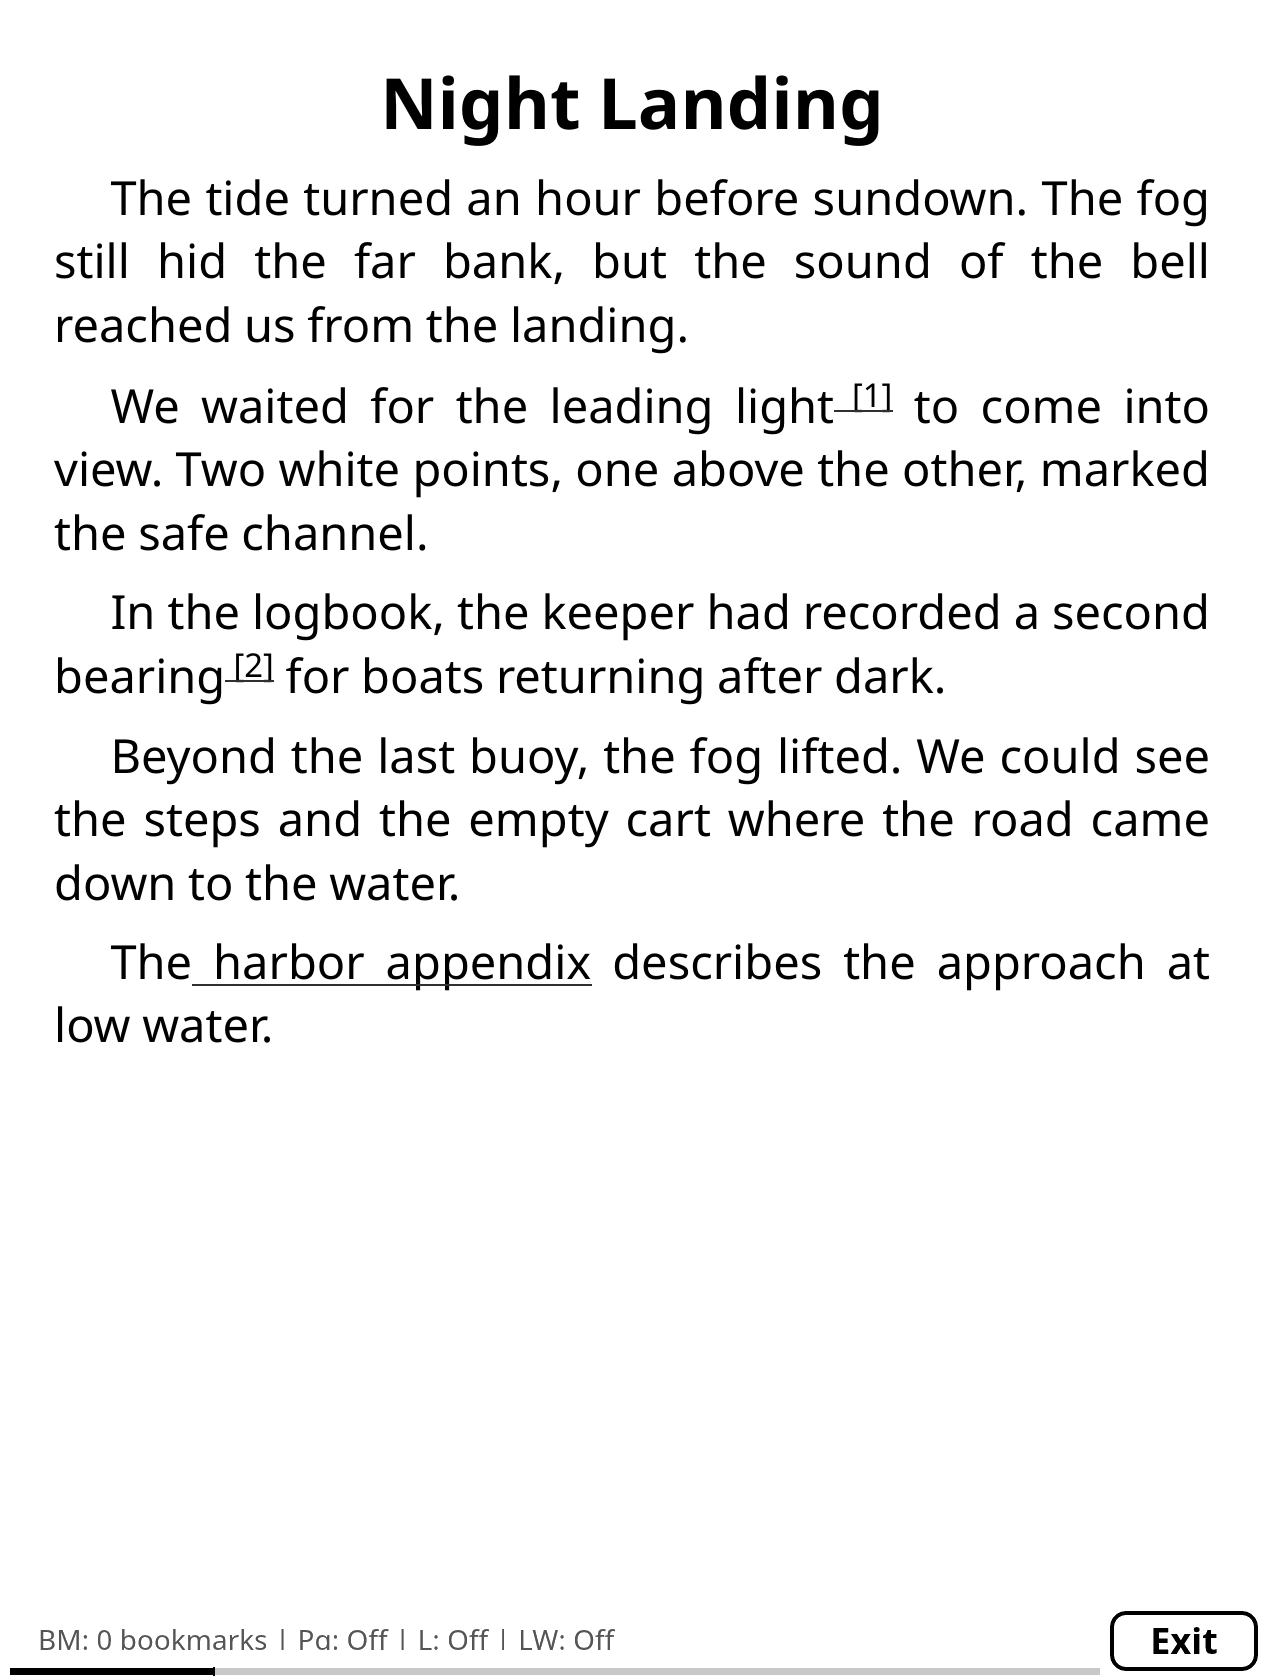 Night Landing
The tide turned an hour before sundown. The fog
still hid the far bank, but the sound of the bell
reached us from the landing.
We waited for the leading light [1] to come into
view. Two white points, one above the other, marked
the safe channel.
In the logbook, the keeper had recorded a second
bearing [2] for boats returning after dark.
Beyond the last buoy, the fog lifted. We could see
the steps and the empty cart where the road came
down to the water.
The harbor appendix describes the approach at
low water.
BM: 0 bookmarks | Pg: Off | L: Off | LW: Off
Exit